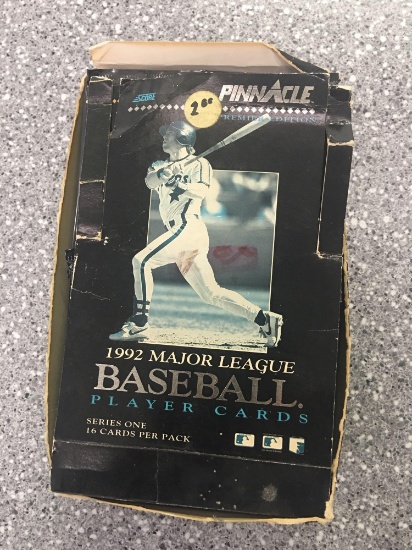 SCORE
PINNACLE
PREMIER EDITION
2 00
1992 MAJOR LEAGUE
BASEBALL
PLAYER CARDS
SERIES ONE
16 CARDS PER PACK